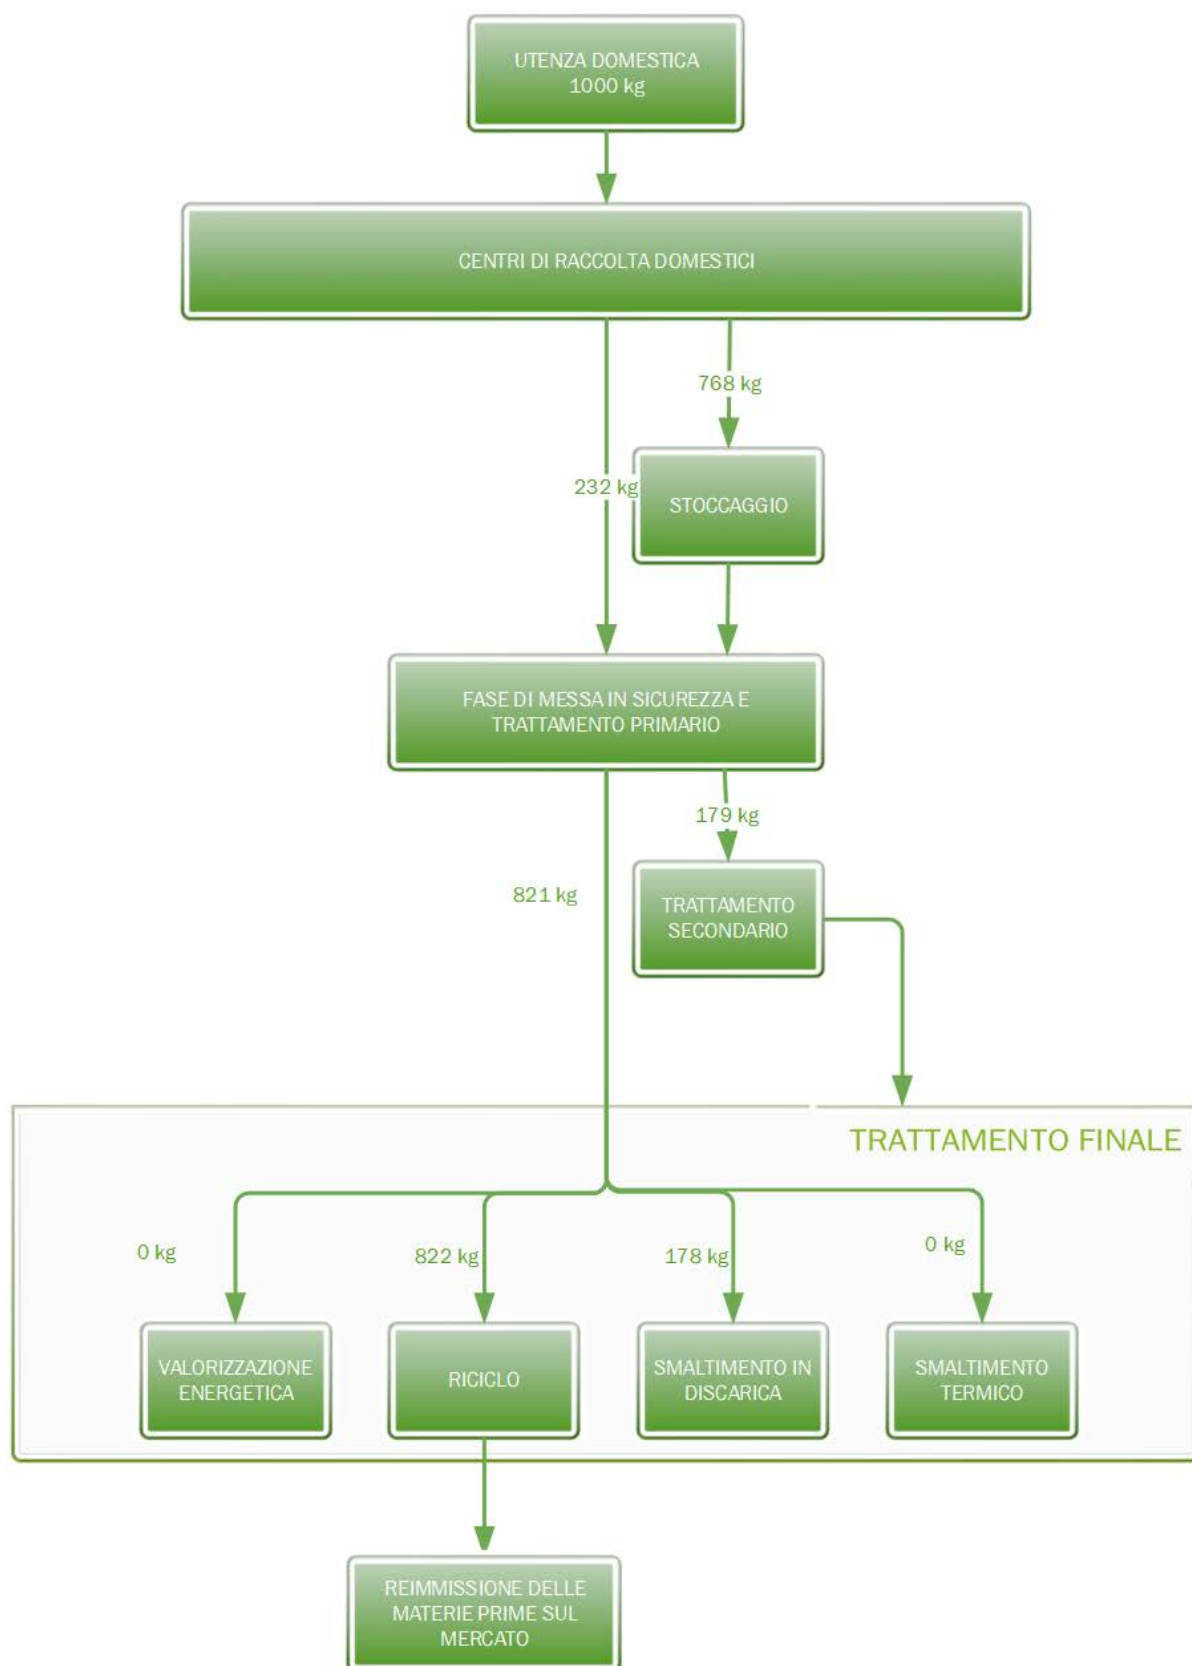 UTENZA DOMESTICA
1000 kg
CENTRI DI RACCOLTA DOMESTICI
768 kg
232 kg
STOCCAGGIO
FASE DI MESSA IN SICUREZZA E
TRATTAMENTO PRIMARIO
179 kg
821 kg
TRATTAMENTO
SECONDARIO
TRATTAMENTO FINALE
0 kg
822 kg
178 kg
0 kg
VALORIZZAZIONE
ENERGETICA
RICICLO
SMALTIMENTO IN
DISCARICA
SMALTIMENTO
TERMICO
REIMMISSIONE DELLE
MATERIE PRIME SUL
MERCATO